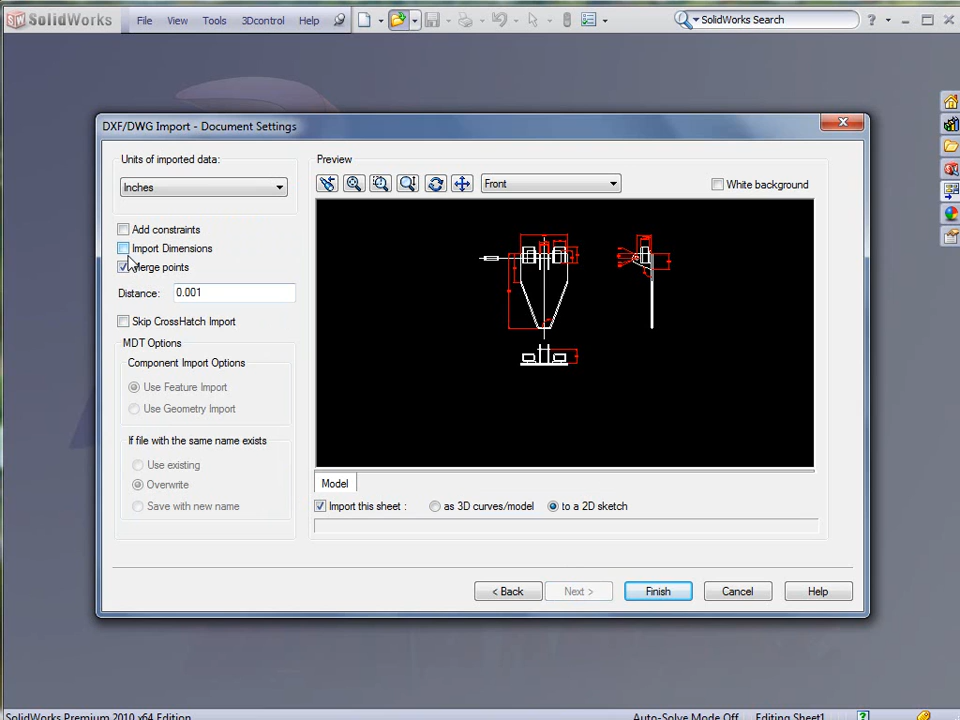 SolidWorks
File View Tools 3Dcontrol Help
SolidWorks Search
DXF/DWG Import - Document Settings
Units of imported data:
Inches
Add constraints
Import Dimensions
Merge points
Distance: 0.001
Skip CrossHatch Import
MDT Options
Component Import Options
Use Feature Import
Use Geometry Import
If file with the same name exists
Use existing
Overwrite
Save with new name
Preview
Front
White background
Model
Import this sheet :
as 3D curves/model
to a 2D sketch
< Back
Next >
Finish
Cancel
Help
SolidWorks Premium 2010 x64 Edition
Auto-Solve Mode Off
Editing Sheet1